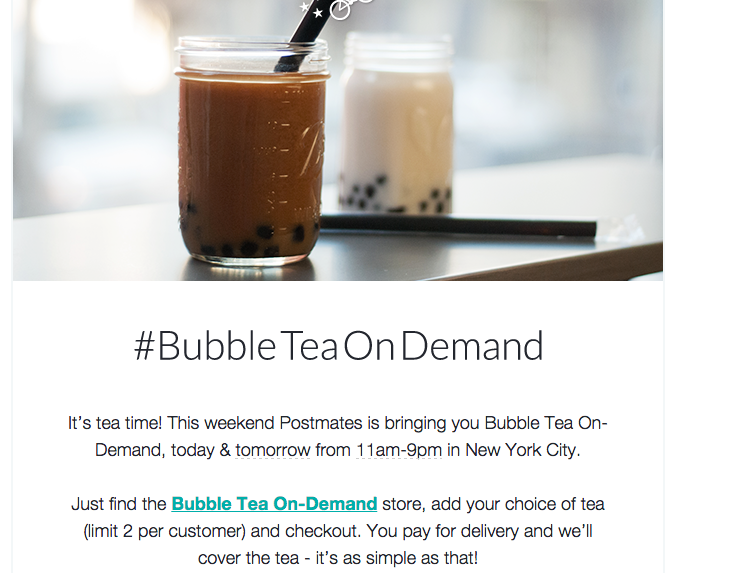 #BubbleTeaOnDemand
It's tea time! This weekend Postmates is bringing you Bubble Tea On-
Demand, today & tomorrow from 11am-9pm in New York City.
Just find the Bubble Tea On-Demand store, add your choice of tea
(limit 2 per customer) and checkout. You pay for delivery and we'll
cover the tea - it's as simple as that!